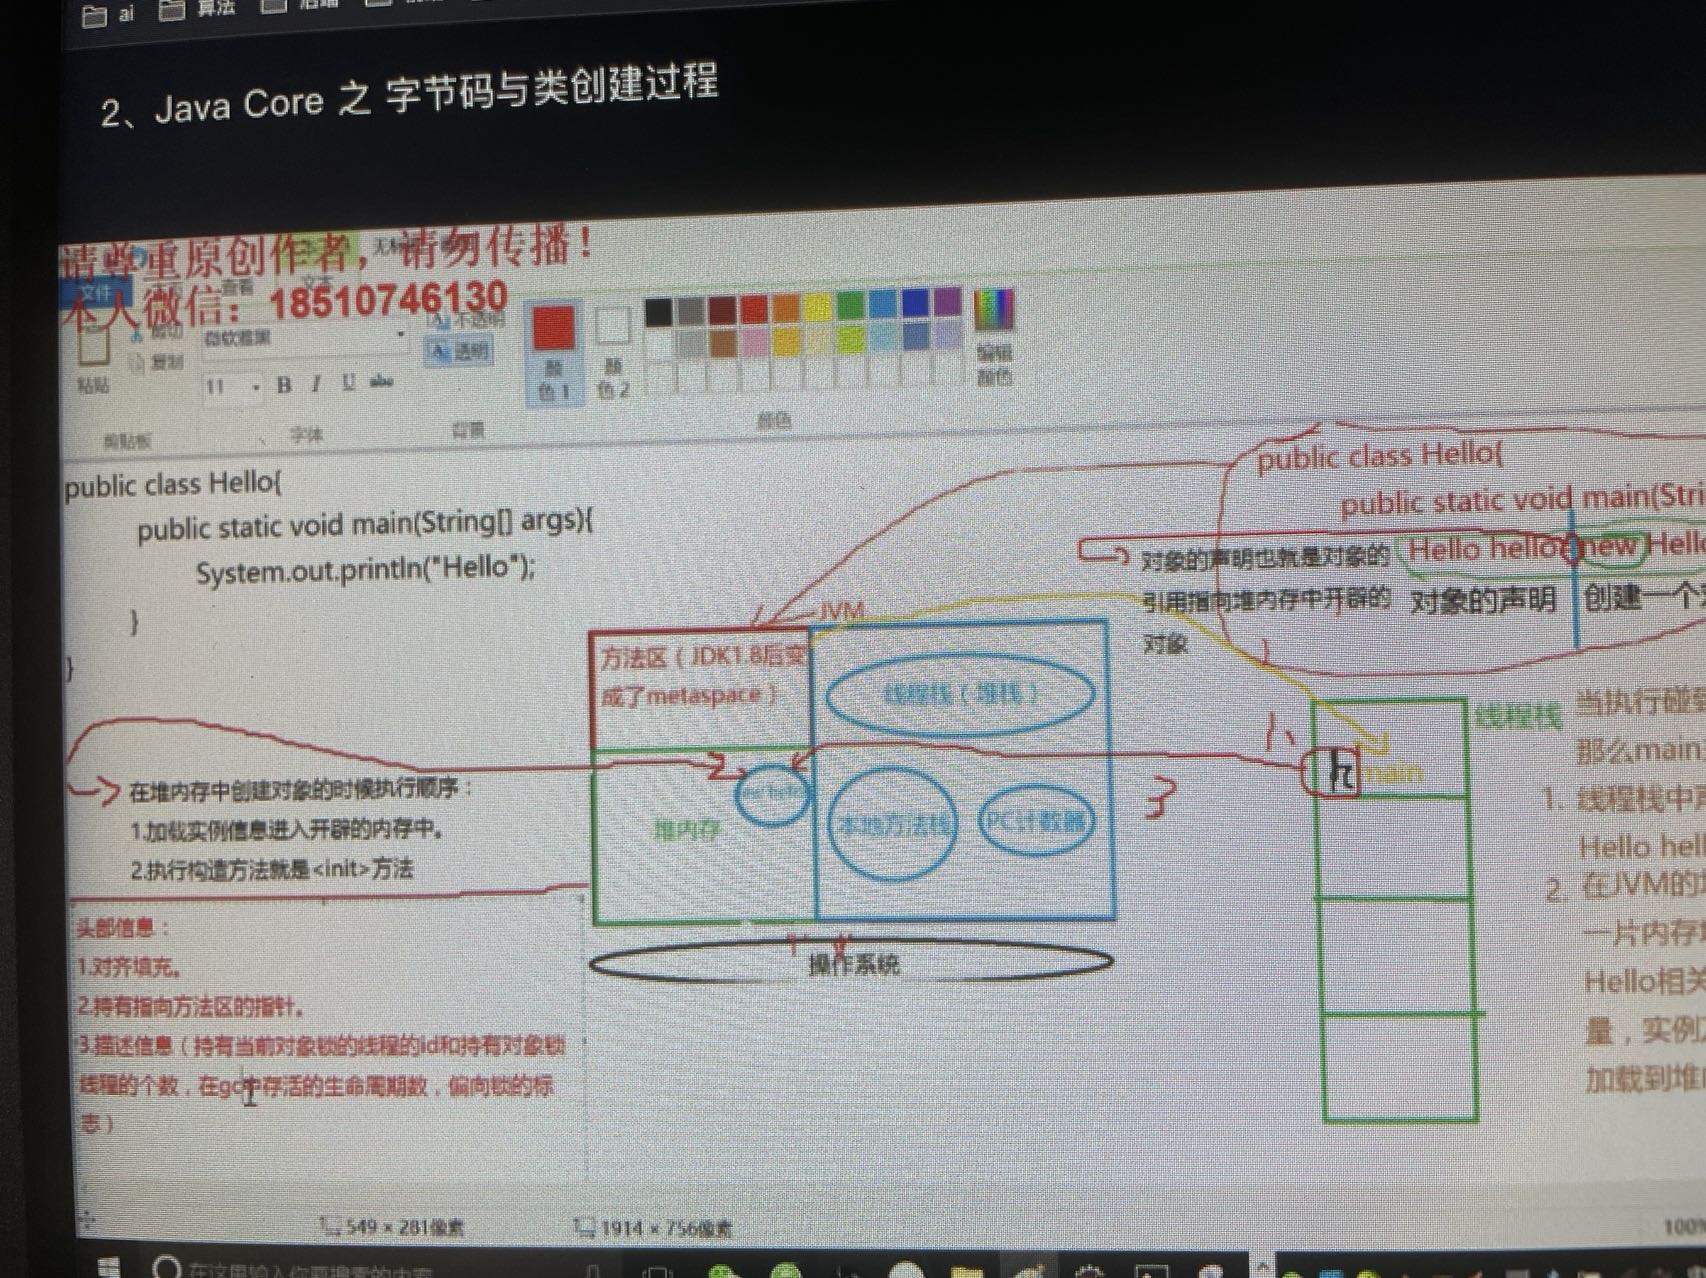 ai
算法
2、Java Core 之 字节码与类创建过程
请尊重原创作者，请勿传播！
本人微信：18510746130
文件
查看
剪切
复制
粘贴
微软雅黑
11
B I U abc
不透明
透明
剪贴板
字体
背景
颜色 1
颜色 2
编辑颜色
颜色
public class Hello{
public static void main(String[] args){
System.out.println("Hello");
}
}
public class Hello{
public static void main(Stri
Hello hello new Hello
对象的声明
创建一个
对象的声明也就是对象的
引用指向堆内存中开辟的
对象
}
JVM
方法区（JDK1.8后变
成了metaspace）
线程栈（堆栈）
堆内存
本地方法栈
PC计数器
操作系统
1、
3
h
main
线程栈
在堆内存中创建对象的时候执行顺序：
1.加载实例信息进入开辟的内存中。
2.执行构造方法就是<init>方法
头部信息：
1.对齐填充。
2.持有指向方法区的指针。
3.描述信息（持有当前对象锁的线程的id和持有对象锁
线程的个数，在gc中存活的生命周期数，偏向锁的标
志）
当执行碰
那么main
1. 线程栈中
Hello hell
2. 在JVM的
一片内存
Hello相关
量，实例
加载到堆
549 × 281像素
1914 × 756像素
100%
在这里输入你要搜索的内容